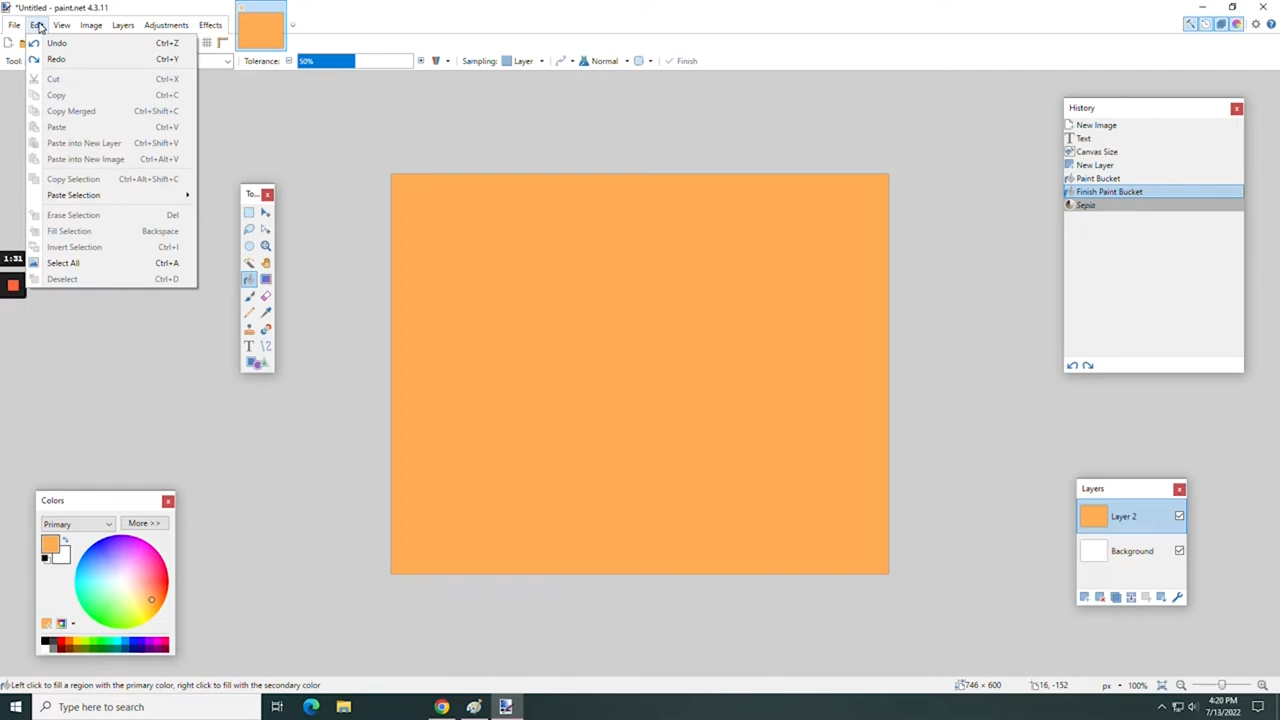 *Untitled - paint.net 4.3.11
File Edit View Image Layers Adjustments Effects
Tool: Tolerance: 50% Sampling: Layer Normal Finish
Undo Ctrl+Z
Redo Ctrl+Y
Cut Ctrl+X
Copy Ctrl+C
Copy Merged Ctrl+Shift+C
Paste Ctrl+V
Paste into New Layer Ctrl+Shift+V
Paste into New Image Ctrl+Alt+V
Copy Selection Ctrl+Alt+Shift+C
Paste Selection
Erase Selection Del
Fill Selection Backspace
Invert Selection Ctrl+I
Select All Ctrl+A
Deselect Ctrl+D
1:31
To...
History
New Image
Text
Canvas Size
New Layer
Paint Bucket
Finish Paint Bucket
Sepia
Colors
Primary More >>
Layers
Layer 2
Background
Left click to fill a region with the primary color, right click to fill with the secondary color
746 × 600 16, -152 px 100%
Type here to search
4:20 PM
7/13/2022